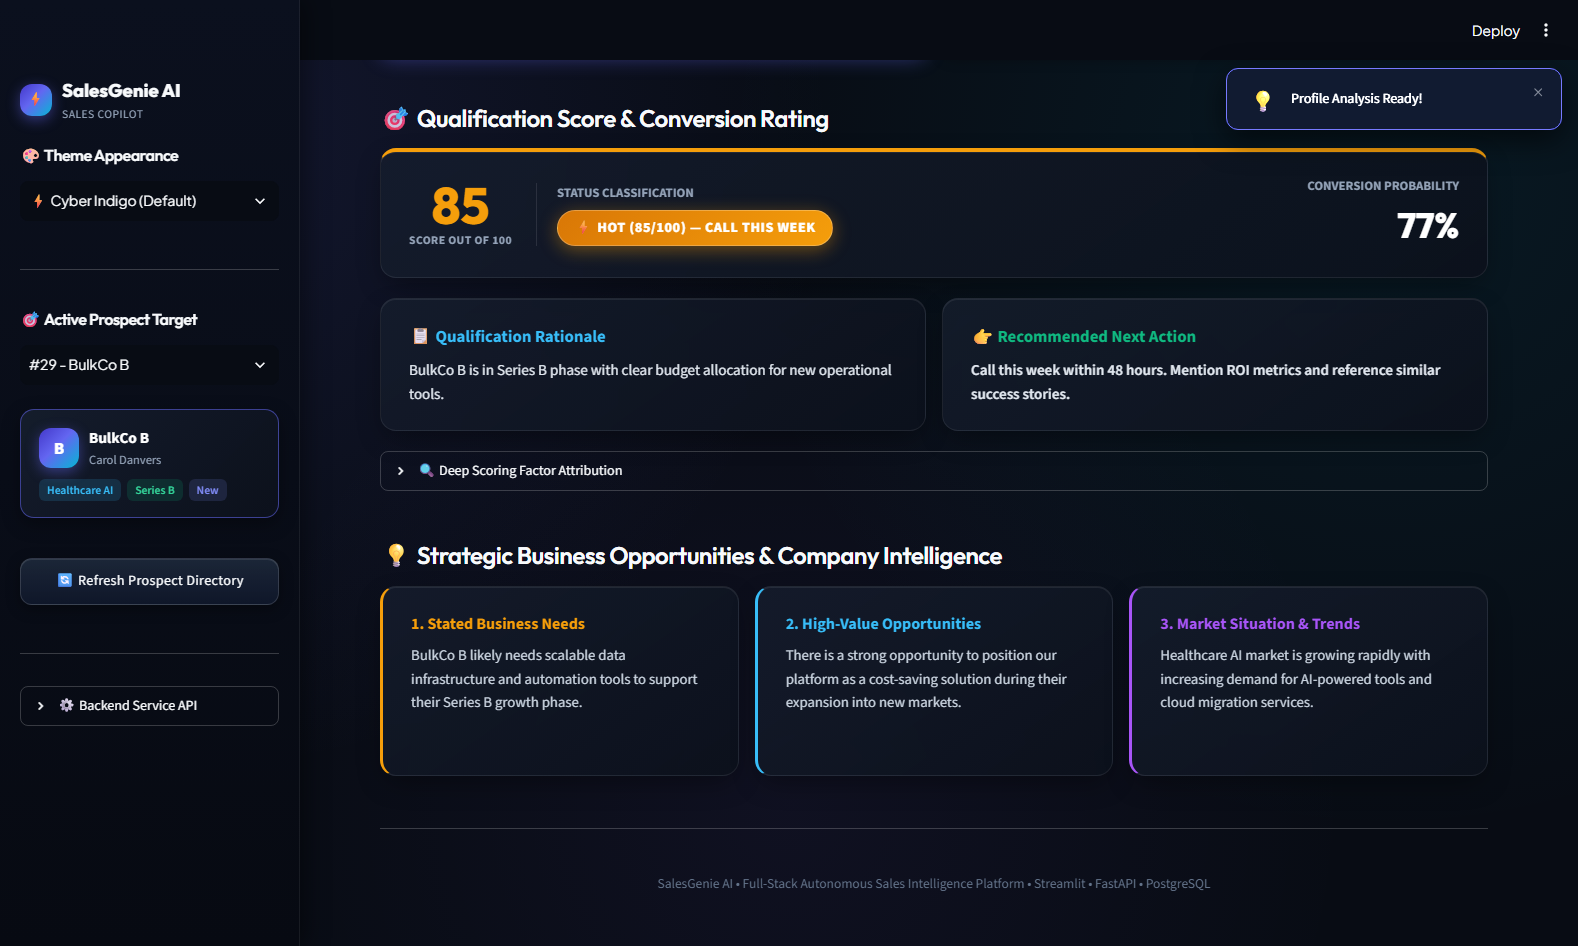 Deploy
SalesGenie AI
SALES COPILOT
Theme Appearance
Cyber Indigo (Default)
Active Prospect Target
#29 - BulkCo B
B
BulkCo B
Carol Danvers
Healthcare AI
Series B
New
Refresh Prospect Directory
Backend Service API
Profile Analysis Ready!
Qualification Score & Conversion Rating
85
SCORE OUT OF 100
STATUS CLASSIFICATION
HOT (85/100) — CALL THIS WEEK
CONVERSION PROBABILITY
77%
Qualification Rationale
BulkCo B is in Series B phase with clear budget allocation for new operational
tools.
Recommended Next Action
Call this week within 48 hours. Mention ROI metrics and reference similar
success stories.
Deep Scoring Factor Attribution
Strategic Business Opportunities & Company Intelligence
1. Stated Business Needs
BulkCo B likely needs scalable data
infrastructure and automation tools to support
their Series B growth phase.
2. High-Value Opportunities
There is a strong opportunity to position our
platform as a cost-saving solution during their
expansion into new markets.
3. Market Situation & Trends
Healthcare AI market is growing rapidly with
increasing demand for AI-powered tools and
cloud migration services.
SalesGenie AI • Full-Stack Autonomous Sales Intelligence Platform • Streamlit • FastAPI • PostgreSQL